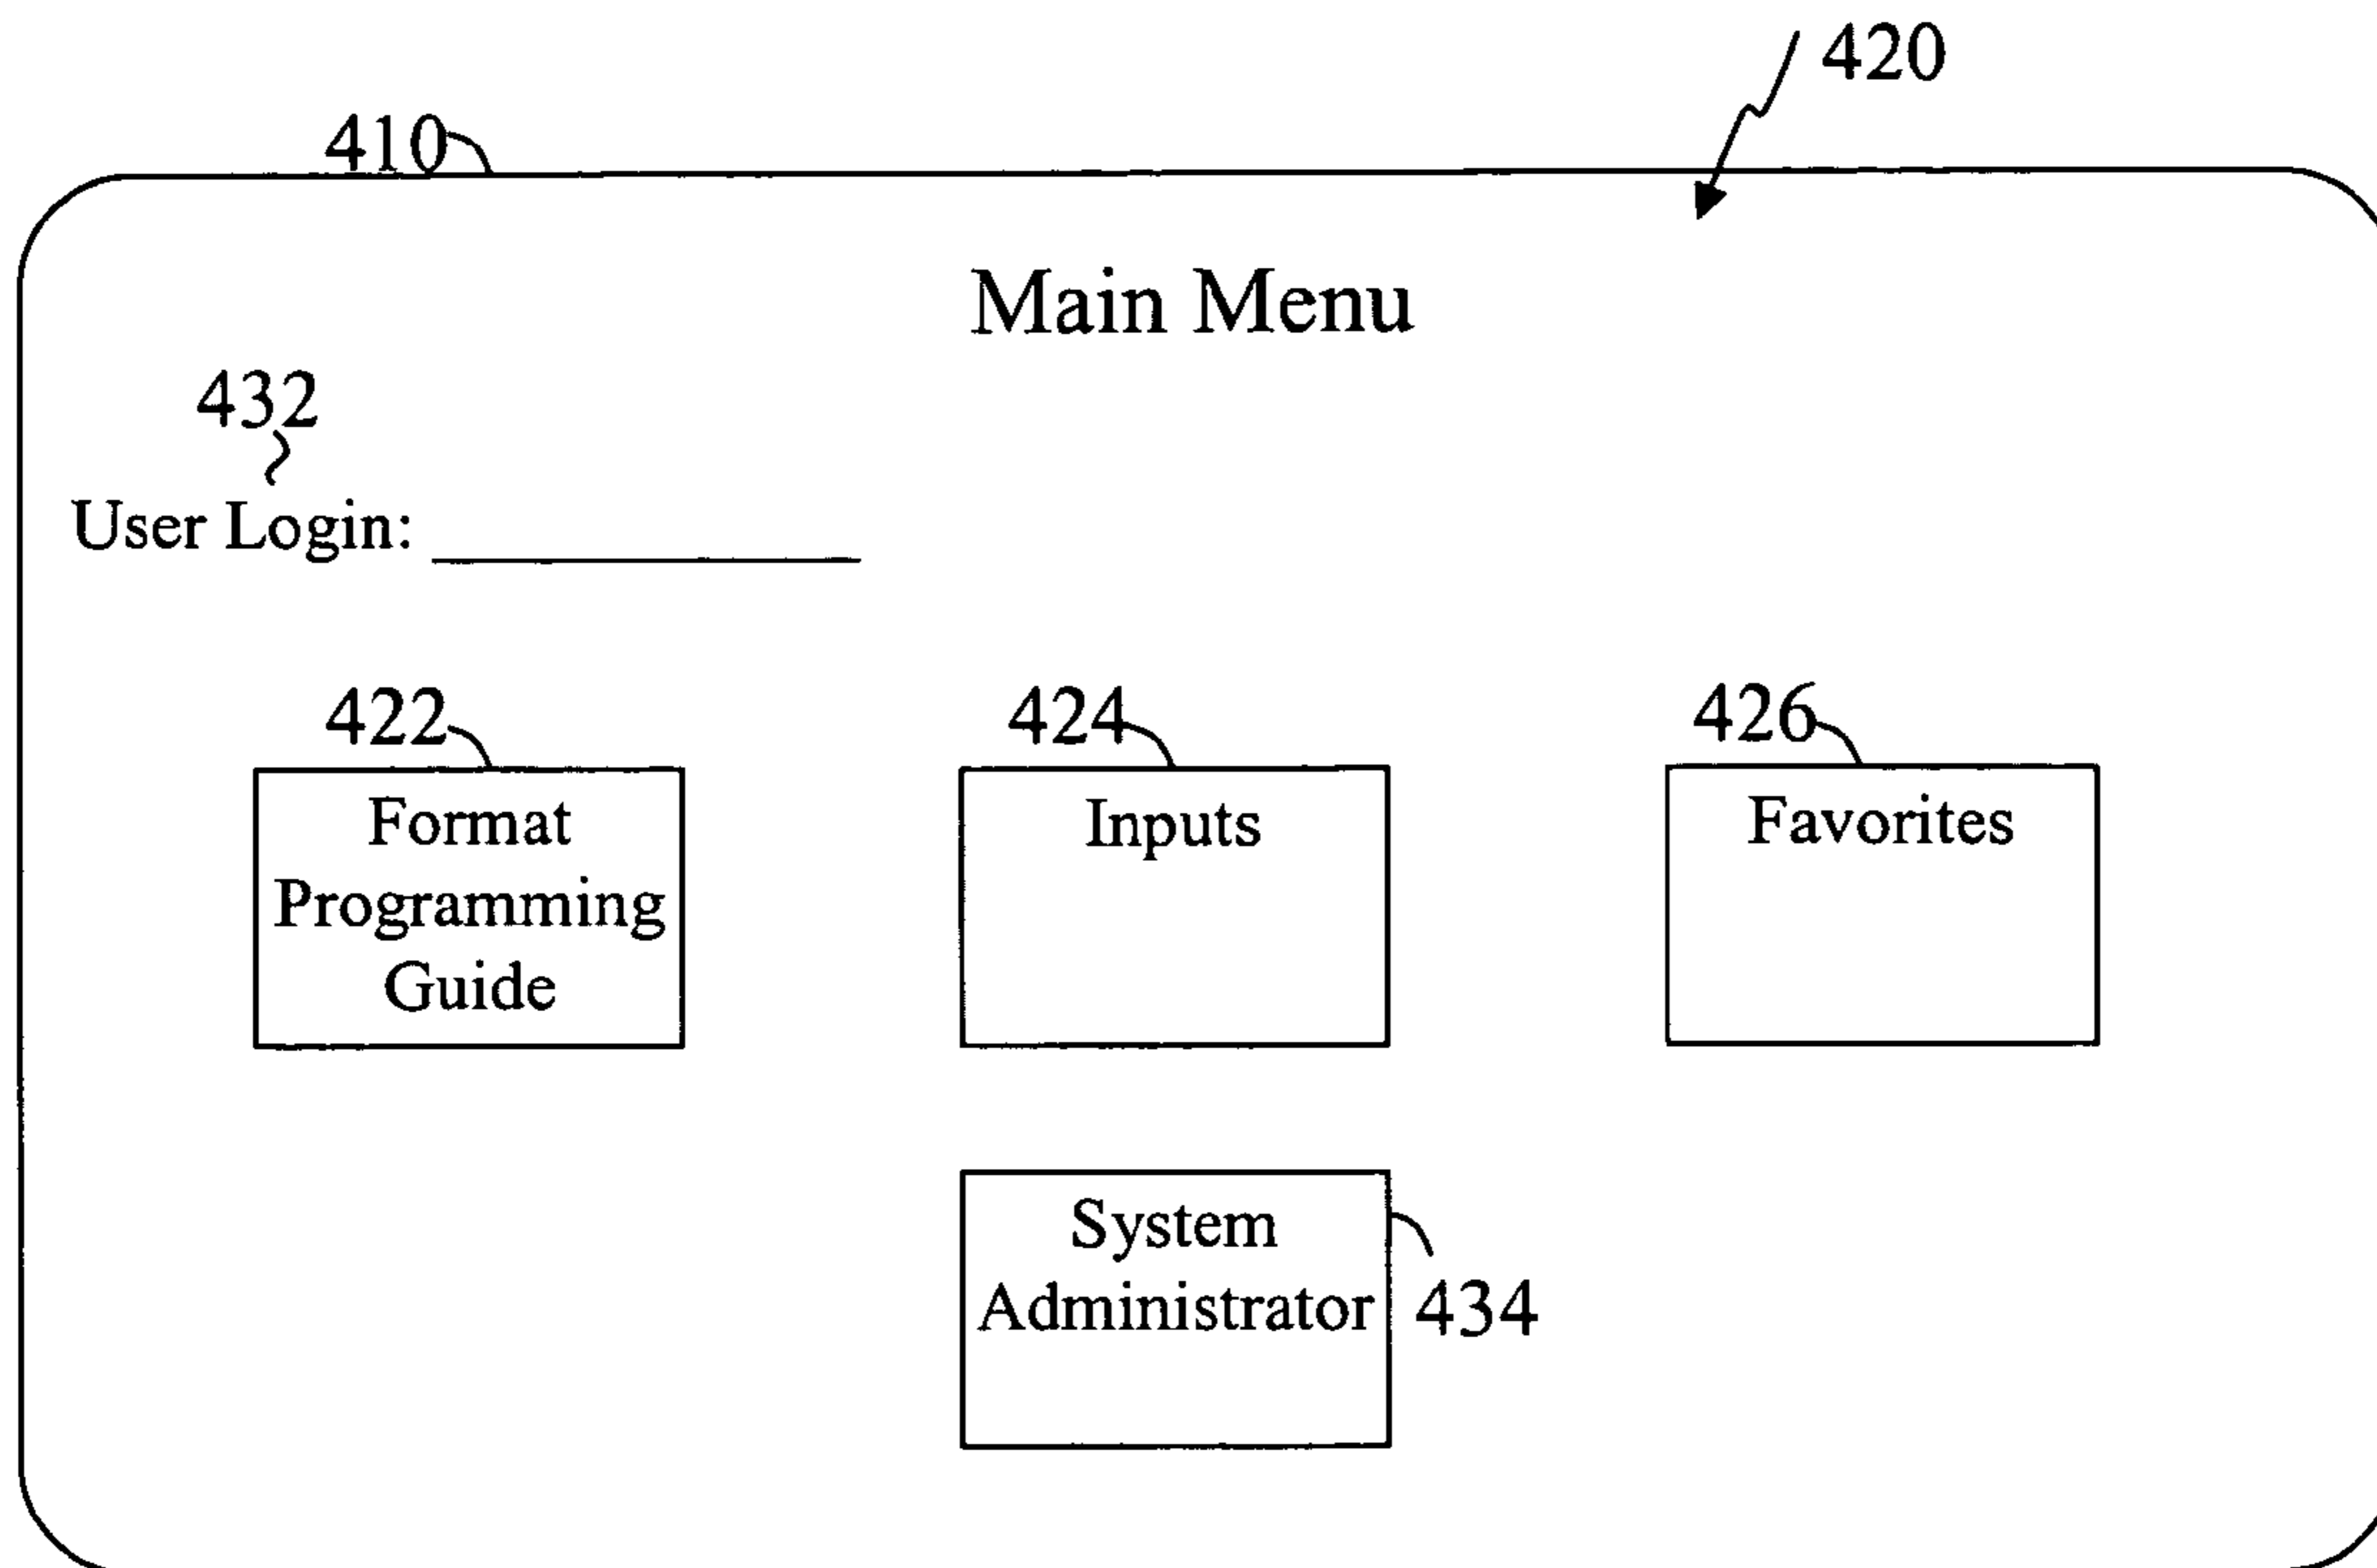 420
410
Main Menu
432
User Login:
422
424
426
Format
Programming
Guide
Inputs
Favorites
System
Administrator
434